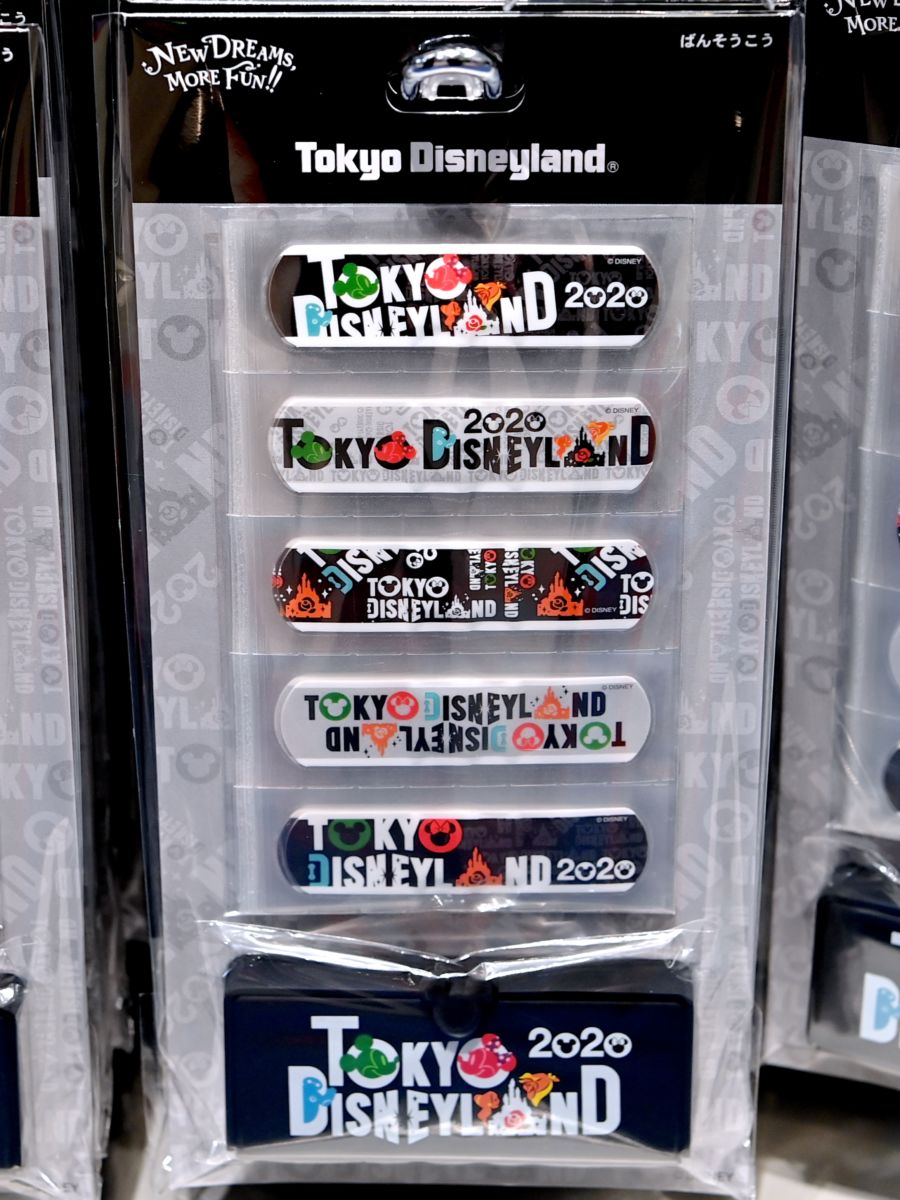 NEW DREAMS,
MORE FUN!!
ばんそうこう
Tokyo Disneyland®
© DISNEY
TOKYO
DISNEYLAND 2020
© DISNEY
2020
TOKYO DISNEYLAND
TOKYO
DISNEYLAND
© DISNEY
© DISNEY
TOKYO DISNEYLAND
TOKYO DISNEYLAND
© DISNEY
TOKYO
DISNEYLAND 2020
TOKYO 2020
DISNEYLAND